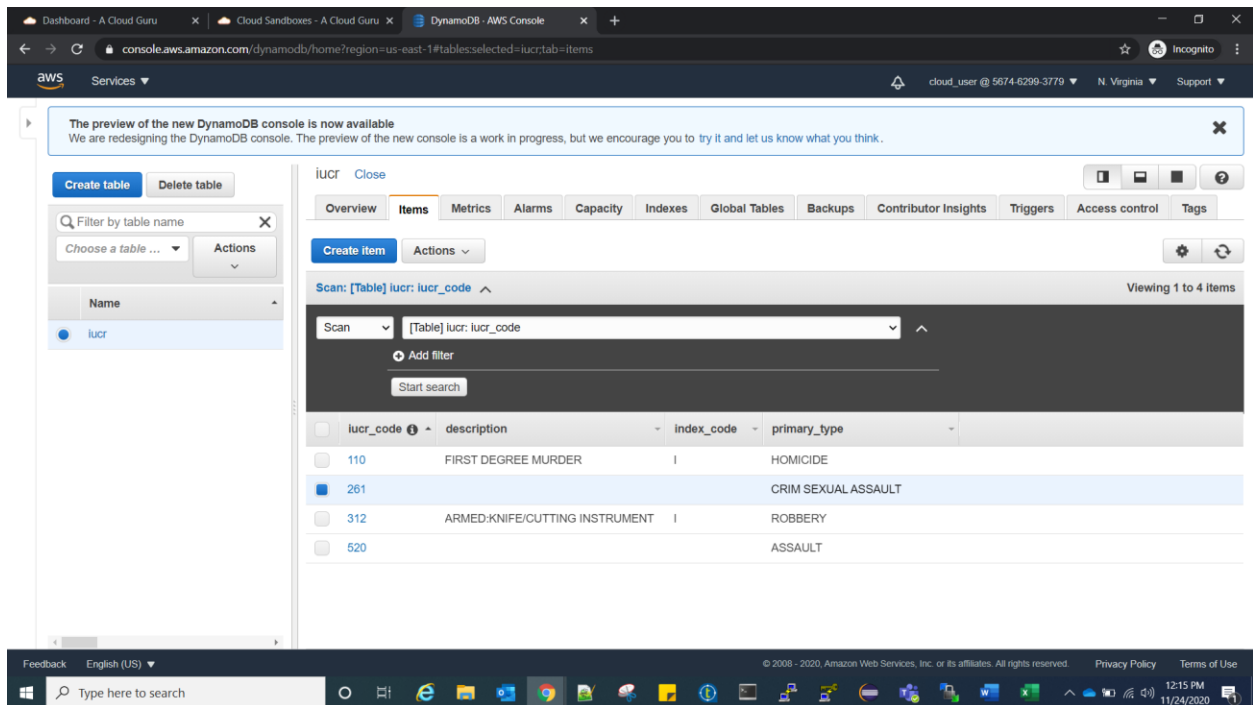 Dashboard - A Cloud Guru
Cloud Sandboxes - A Cloud Guru
DynamoDB - AWS Console
console.aws.amazon.com/dynamodb/home?region=us-east-1#tables:selected=iucr;tab=items
Incognito
aws Services cloud_user @ 5674-6299-3779 N. Virginia Support
The preview of the new DynamoDB console is now available
We are redesigning the DynamoDB console. The preview of the new console is a work in progress, but we encourage you to try it and let us know what you think.
Create table Delete table
Filter by table name
Choose a table ... Actions
Name
iucr
iucr Close
Overview Items Metrics Alarms Capacity Indexes Global Tables Backups Contributor Insights Triggers Access control Tags
Create item Actions
Scan: [Table] iucr: iucr_code Viewing 1 to 4 items
Scan [Table] iucr: iucr_code
Add filter
Start search
iucr_code description index_code primary_type
110 FIRST DEGREE MURDER I HOMICIDE
261 CRIM SEXUAL ASSAULT
312 ARMED:KNIFE/CUTTING INSTRUMENT I ROBBERY
520 ASSAULT
Feedback English (US) © 2008 - 2020, Amazon Web Services, Inc. or its affiliates. All rights reserved. Privacy Policy Terms of Use
Type here to search
12:15 PM
11/24/2020